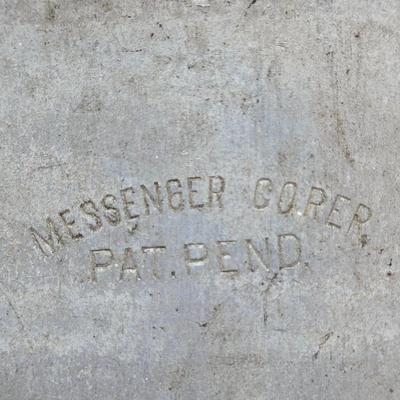 MESSENGER CORER.
PAT. PEND.